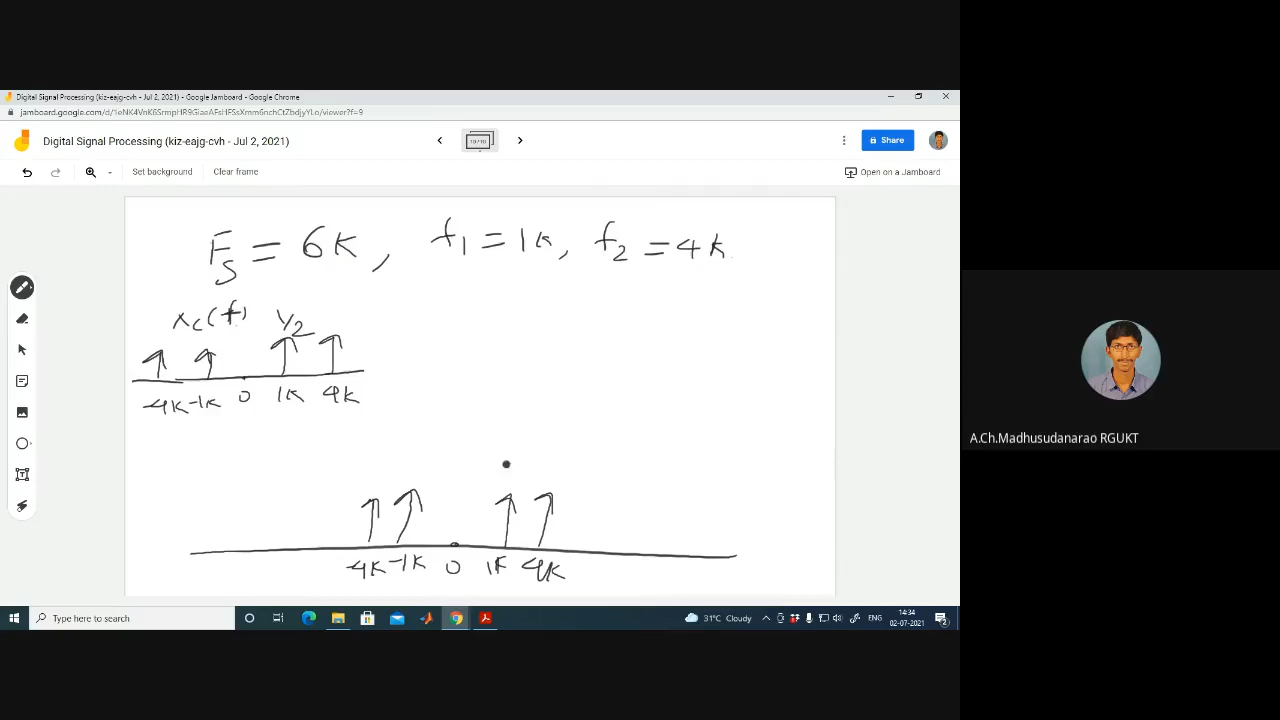 Digital Signal Processing (kiz-eajg-cvh - Jul 2, 2021) - Google Jamboard - Google Chrome
Digital Signal Processing (kiz-eajg-cvh - Jul 2, 2021)
10/10
Share
Set background
Clear frame
Open on a Jamboard
Fs = 6K, f1 = 1K, f2 = 4K
Xc(f) 1/2
-4K -1K 0 1K 4K
-4K -1K 0 1K 4K
A.Ch.Madhusudanarao RGUKT
Type here to search
31°C Cloudy
ENG
14:34
02-07-2021
2